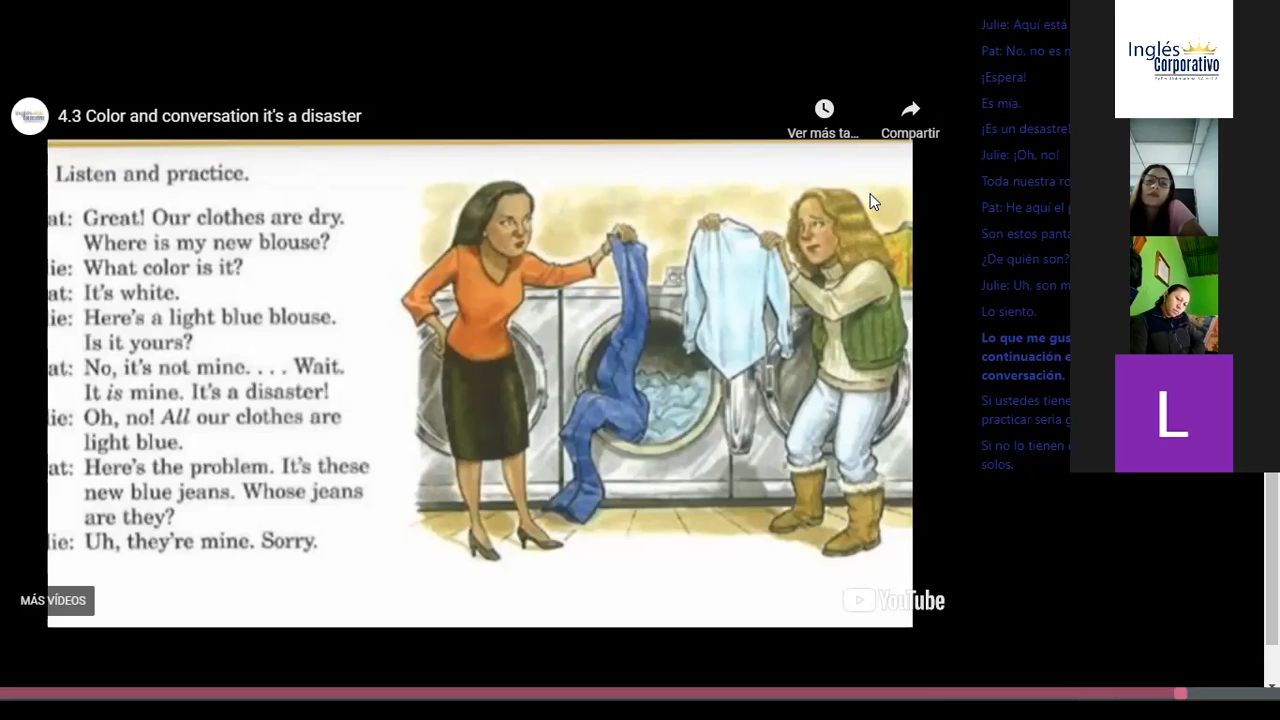 4.3 Color and conversation it's a disaster
Ver más ta...
Compartir
Listen and practice.
at: Great! Our clothes are dry.
Where is my new blouse?
ie: What color is it?
at: It's white.
ie: Here's a light blue blouse.
Is it yours?
at: No, it's not mine. . . . Wait.
It is mine. It's a disaster!
ie: Oh, no! All our clothes are
light blue.
at: Here's the problem. It's these
new blue jeans. Whose jeans
are they?
ie: Uh, they're mine. Sorry.
MÁS VÍDEOS
YouTube
Julie: Aquí está
Pat: No, no es m
¡Espera!
Es mía.
¡Es un desastre!
Julie: ¡Oh, no!
Toda nuestra ro
Pat: He aquí el p
Son estos panta
¿De quién son?
Julie: Uh, son m
Lo siento.
Lo que me gus
continuación e
conversación.
Si ustedes tiene
practicar seria g
Si no lo tienen
solos.
Inglés
Corporativo
L